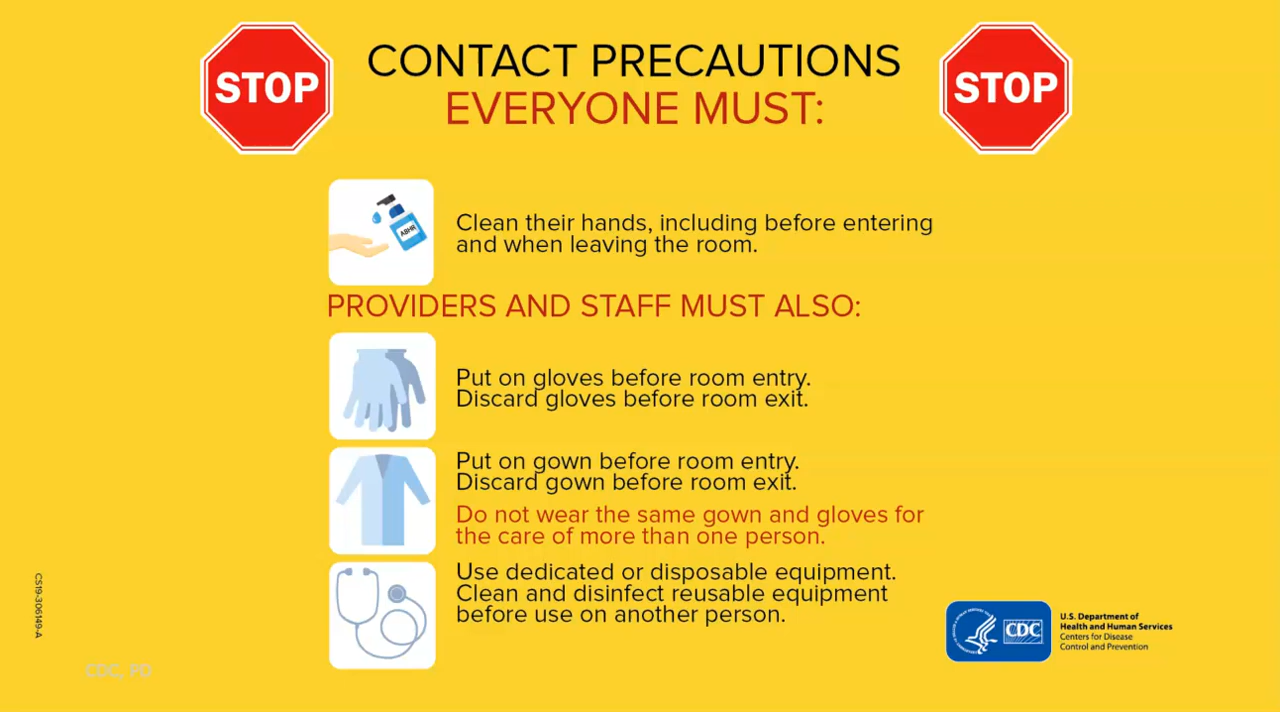 STOP
CONTACT PRECAUTIONS
EVERYONE MUST:
STOP
ABHR
Clean their hands, including before entering
and when leaving the room.
PROVIDERS AND STAFF MUST ALSO:
Put on gloves before room entry.
Discard gloves before room exit.
Put on gown before room entry.
Discard gown before room exit.
Do not wear the same gown and gloves for
the care of more than one person.
Use dedicated or disposable equipment.
Clean and disinfect reusable equipment
before use on another person.
CS19-306149-A
CDC
U.S. Department of
Health and Human Services
Centers for Disease
Control and Prevention
CDC, PD